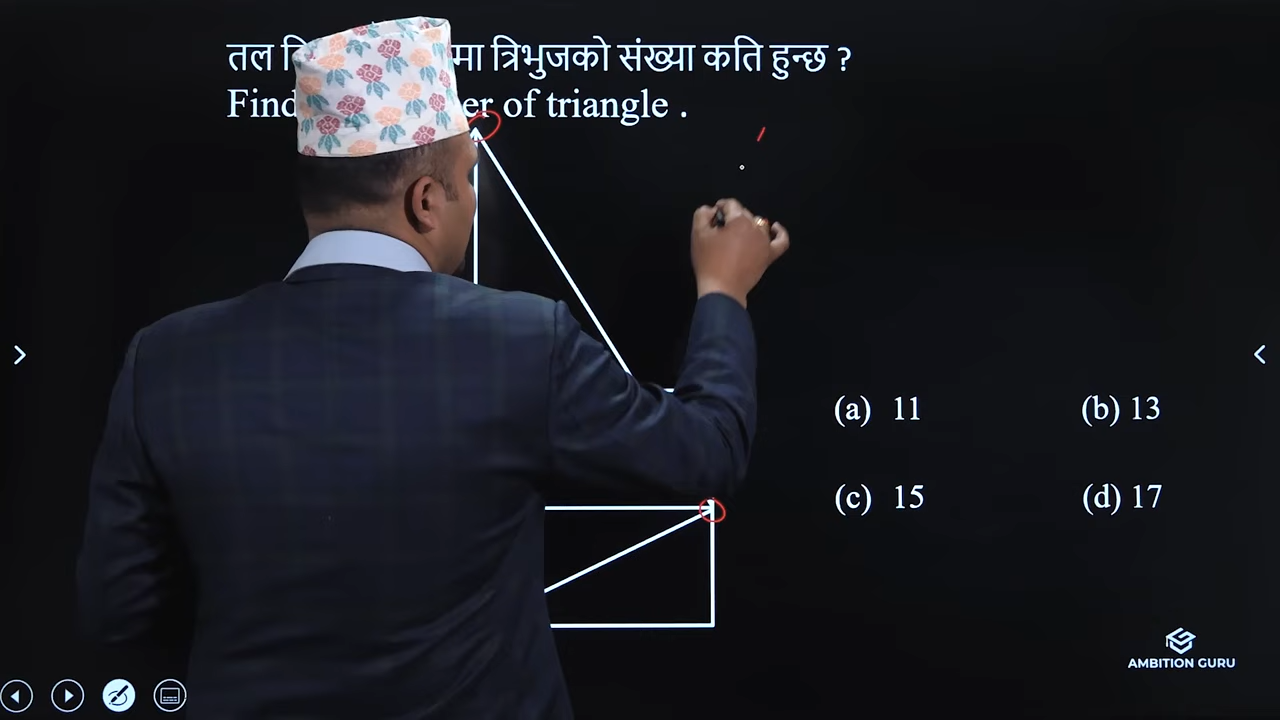 तल मा त्रिभुजको संख्या कति हुन्छ ?
Find er of triangle .
(a) 11 (b) 13
(c) 15 (d) 17
AMBITION GURU